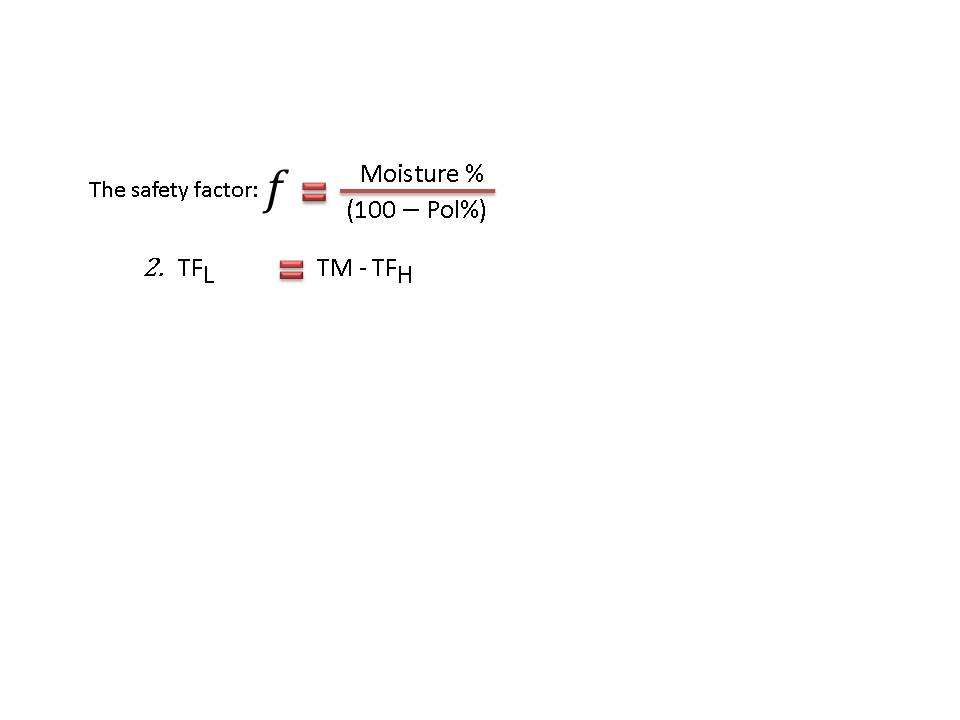 The safety factor: f = Moisture %
(100 – Pol%)
2. TFL = TM - TFH